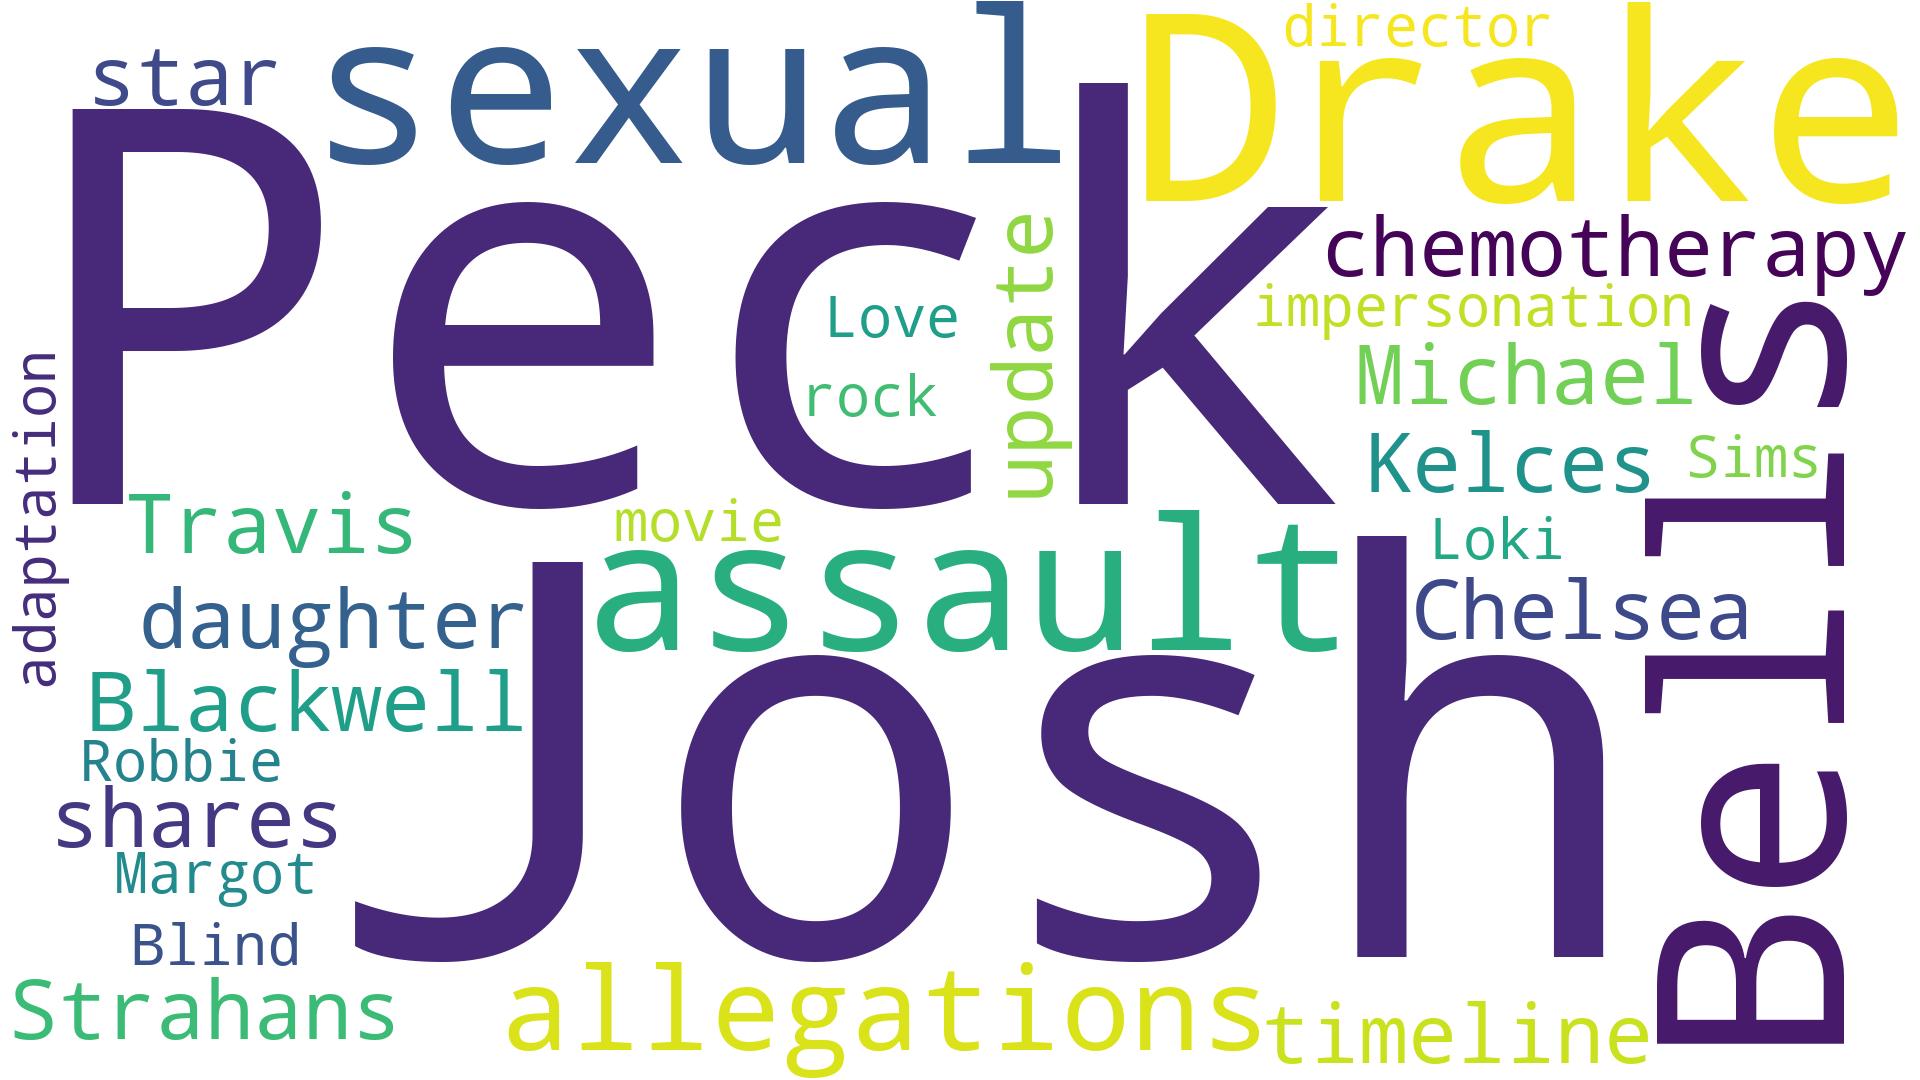 star
sexual
Drake
director
Peck
chemotherapy
impersonation
Love
update
rock
Michael
Kelces
Sims
adaptation
Travis
movie
assault
Loki
Chelsea
Bells
daughter
Josh
Blackwell
Robbie
shares
Margot
Blind
Strahans
allegations
timeline